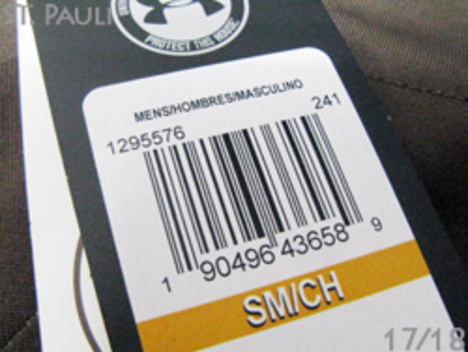 ST. PAULI
PROTECT THIS HOUSE.
MENS/HOMBRES/MASCULINO
1295576 241
1 90496 43658 9
SM/CH
17/18